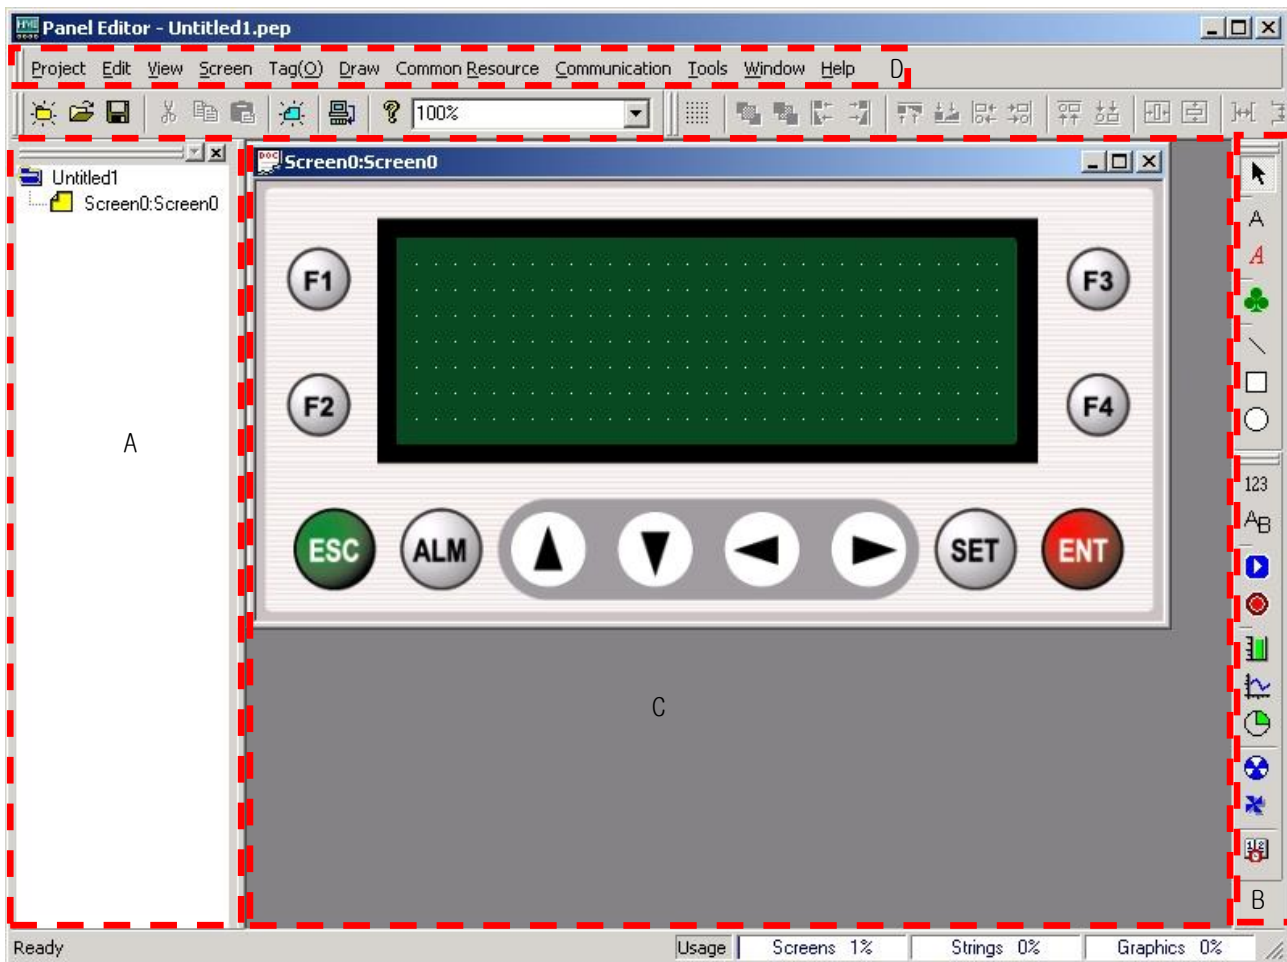 Panel Editor - Untitled1.pep
Project Edit View Screen Tag(O) Draw Common Resource Communication Tools Window Help D
100%
Untitled1
Screen0:Screen0
A
DOC Screen0:Screen0
F1 F3
F2 F4
ESC ALM SET ENT
C
A
A
123
AB
B
Ready Usage Screens 1% Strings 0% Graphics 0%